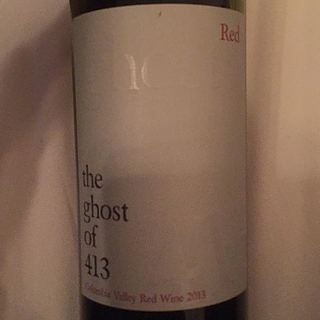 Red
the
ghost
of
413
Columbia Valley Red Wine 2013